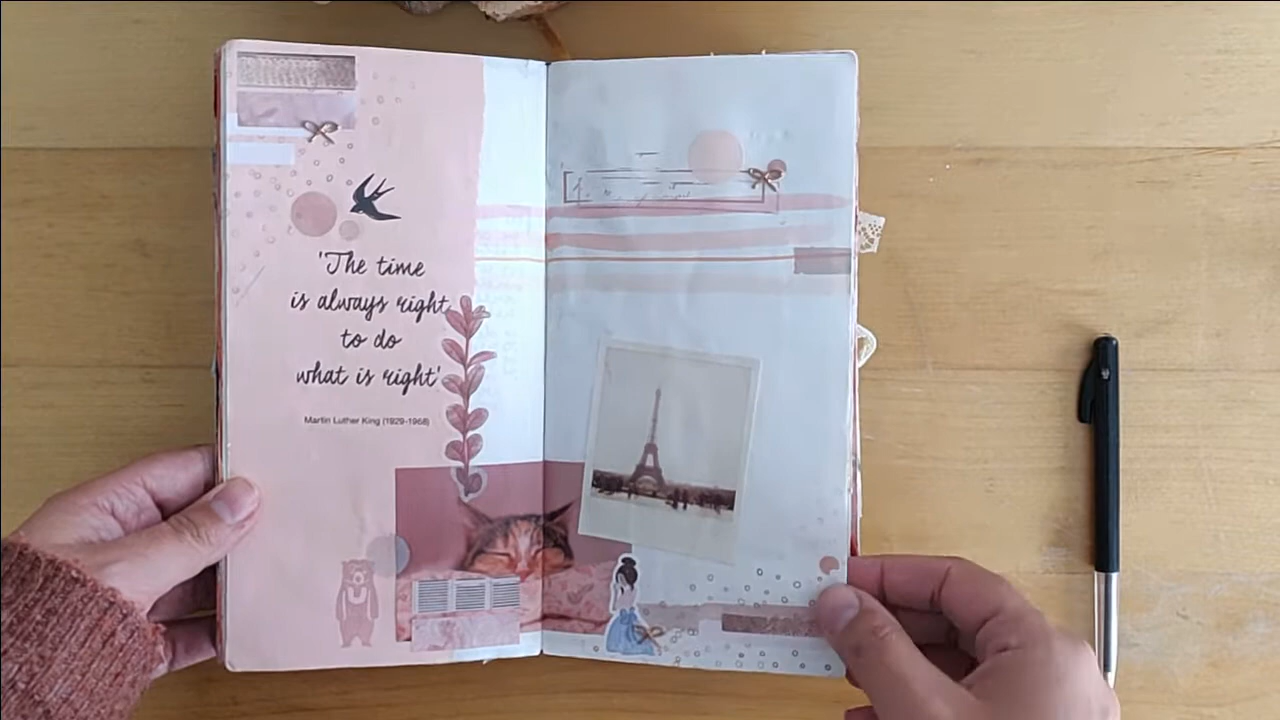 'The time
is always right
to do
what is right'
Martin Luther King (1929-1968)